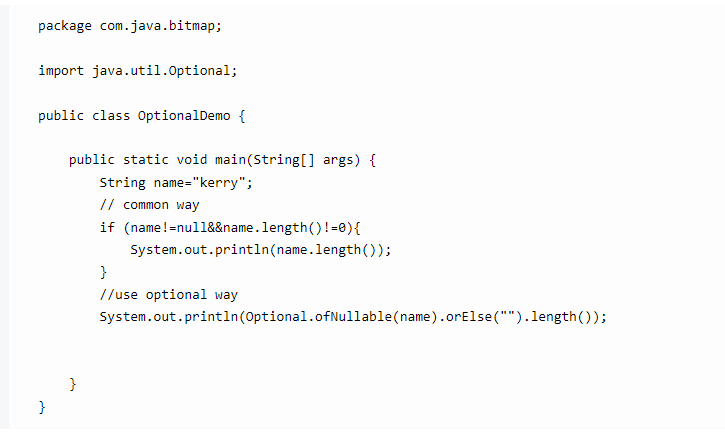 package com.java.bitmap;
import java.util.Optional;
public class OptionalDemo {
public static void main(String[] args) {
String name="kerry";
// common way
if (name!=null&&name.length()!=0){
System.out.println(name.length());
}
//use optional way
System.out.println(Optional.ofNullable(name).orElse("").length());
}
}